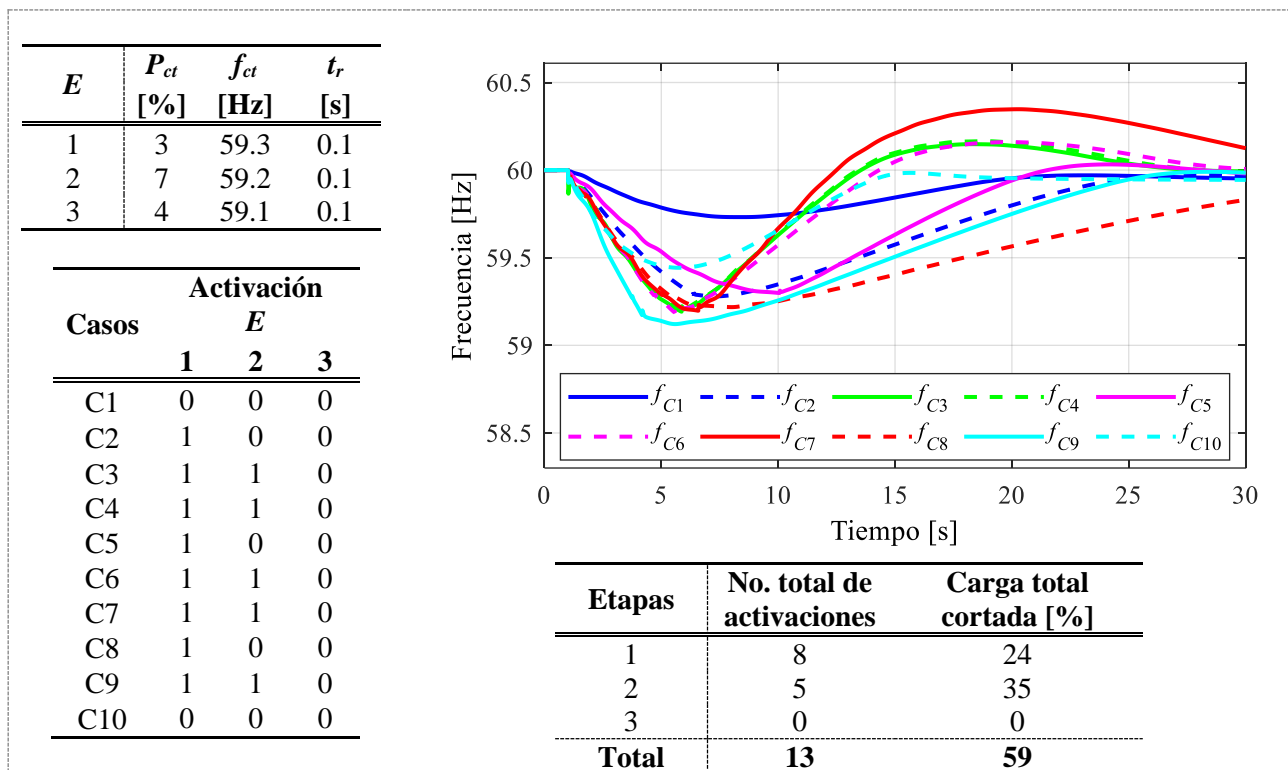 E P_ct f_ct t_r
[%] [Hz] [s]
1 3 59.3 0.1
2 7 59.2 0.1
3 4 59.1 0.1
Activación
Casos E
1 2 3
C1 0 0 0
C2 1 0 0
C3 1 1 0
C4 1 1 0
C5 1 0 0
C6 1 1 0
C7 1 1 0
C8 1 0 0
C9 1 1 0
C10 0 0 0
Frecuencia [Hz]
60.5
60
59.5
59
58.5
f_C1 f_C2 f_C3 f_C4 f_C5
f_C6 f_C7 f_C8 f_C9 f_C10
0 5 10 15 20 25 30
Tiempo [s]
Etapas No. total de activaciones Carga total cortada [%]
1 8 24
2 5 35
3 0 0
Total 13 59